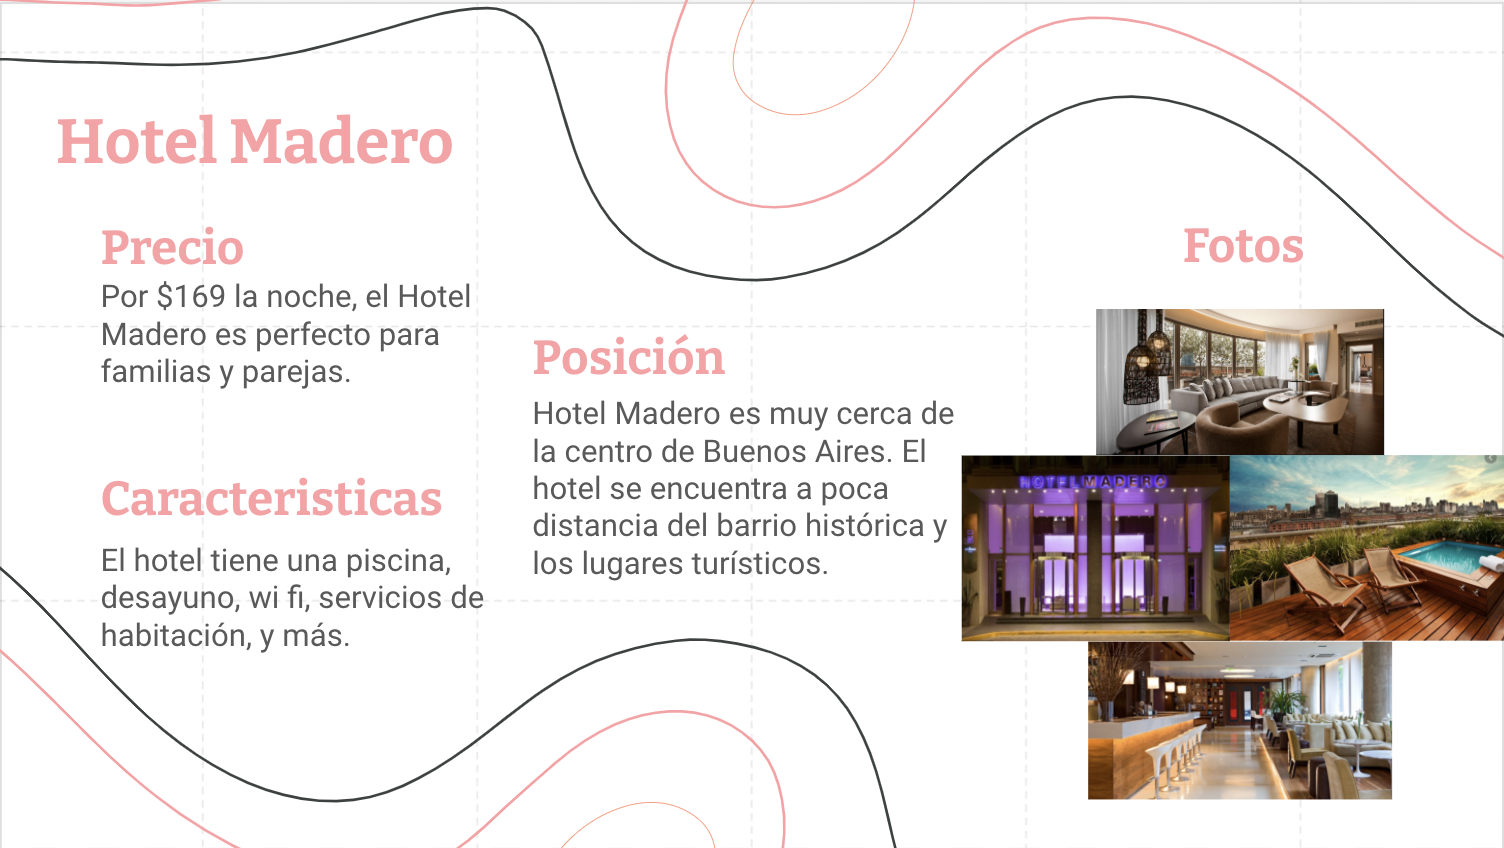 Hotel Madero
Precio
Por $169 la noche, el Hotel
Madero es perfecto para
familias y parejas.
Caracteristicas
El hotel tiene una piscina,
desayuno, wi fi, servicios de
habitación, y más.
Posición
Hotel Madero es muy cerca de
la centro de Buenos Aires. El
hotel se encuentra a poca
distancia del barrio histórica y
los lugares turísticos.
Fotos
HOTEL MADERO